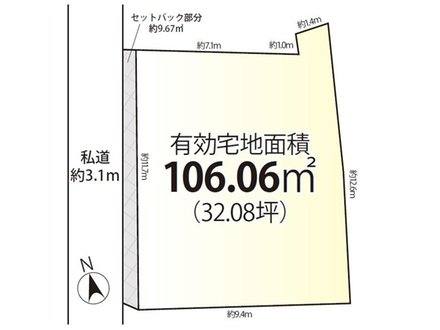 セットバック部分
約9.67㎡
約1.4m
約7.1m
約1.0m
有効宅地面積
106.06㎡
（32.08坪）
私道
約3.1m
約11.7m
約12.6m
N
約9.4m